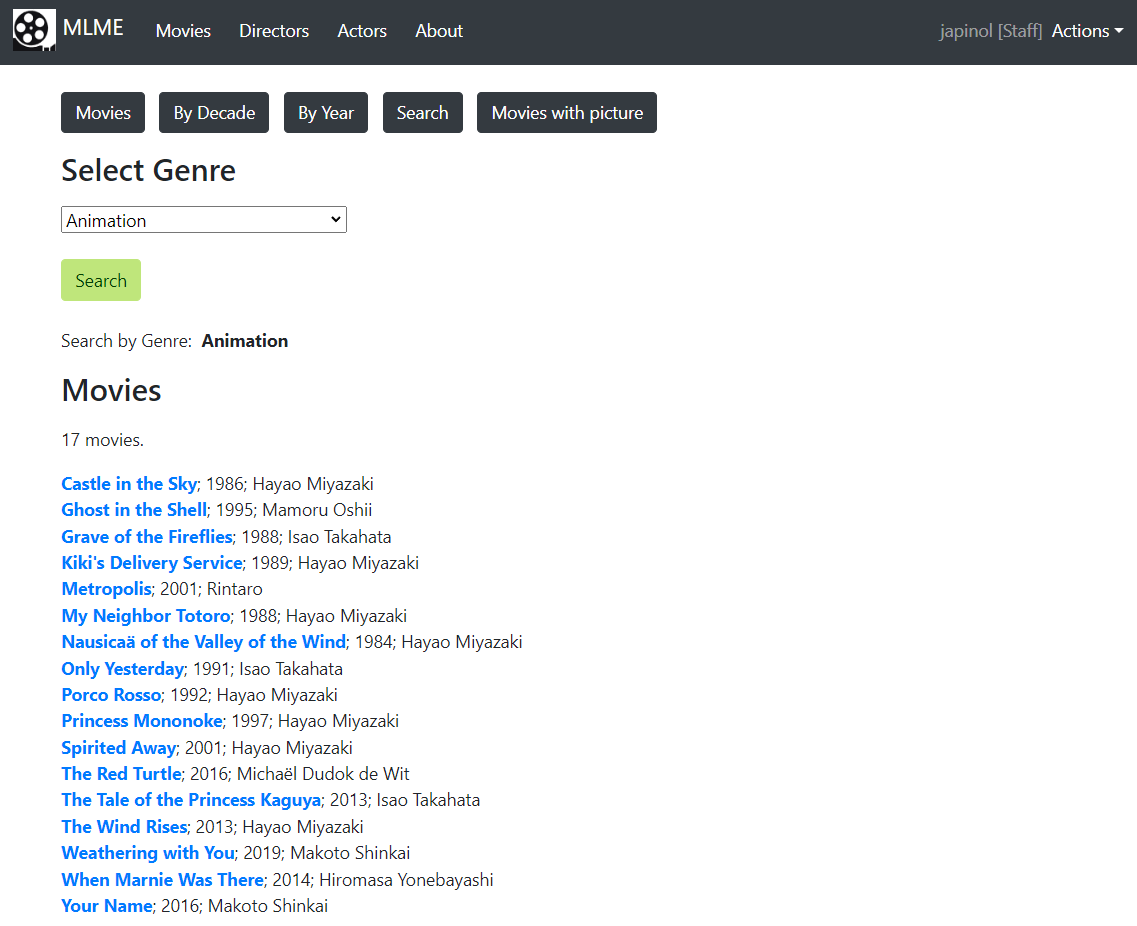 MLME Movies Directors Actors About japinol [Staff] Actions
Movies By Decade By Year Search Movies with picture
Select Genre
Animation
Search
Search by Genre: Animation
Movies
17 movies.
Castle in the Sky; 1986; Hayao Miyazaki
Ghost in the Shell; 1995; Mamoru Oshii
Grave of the Fireflies; 1988; Isao Takahata
Kiki's Delivery Service; 1989; Hayao Miyazaki
Metropolis; 2001; Rintaro
My Neighbor Totoro; 1988; Hayao Miyazaki
Nausicaä of the Valley of the Wind; 1984; Hayao Miyazaki
Only Yesterday; 1991; Isao Takahata
Porco Rosso; 1992; Hayao Miyazaki
Princess Mononoke; 1997; Hayao Miyazaki
Spirited Away; 2001; Hayao Miyazaki
The Red Turtle; 2016; Michaël Dudok de Wit
The Tale of the Princess Kaguya; 2013; Isao Takahata
The Wind Rises; 2013; Hayao Miyazaki
Weathering with You; 2019; Makoto Shinkai
When Marnie Was There; 2014; Hiromasa Yonebayashi
Your Name; 2016; Makoto Shinkai